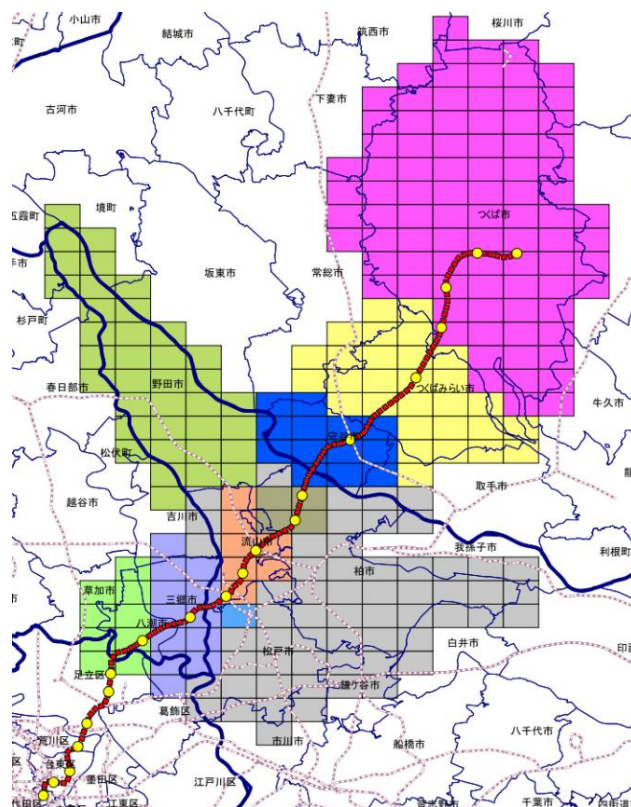 小山市
桜川市
筑西市
結城市
古河市
八千代町
下妻市
境町
五霞町
つくば市
坂東市
常総市
杉戸町
春日部市
野田市
つくばみらい市
牛久市
松伏町
取手市
越谷市
吉川市
流山市
我孫子市
利根町
柏市
草加市
三郷市
八潮市
松戸市
白井市
足立区
鎌ケ谷市
葛飾区
荒川区
船橋市
市川市
八千代市
台東区
墨田区
江戸川区
江東区
千葉市